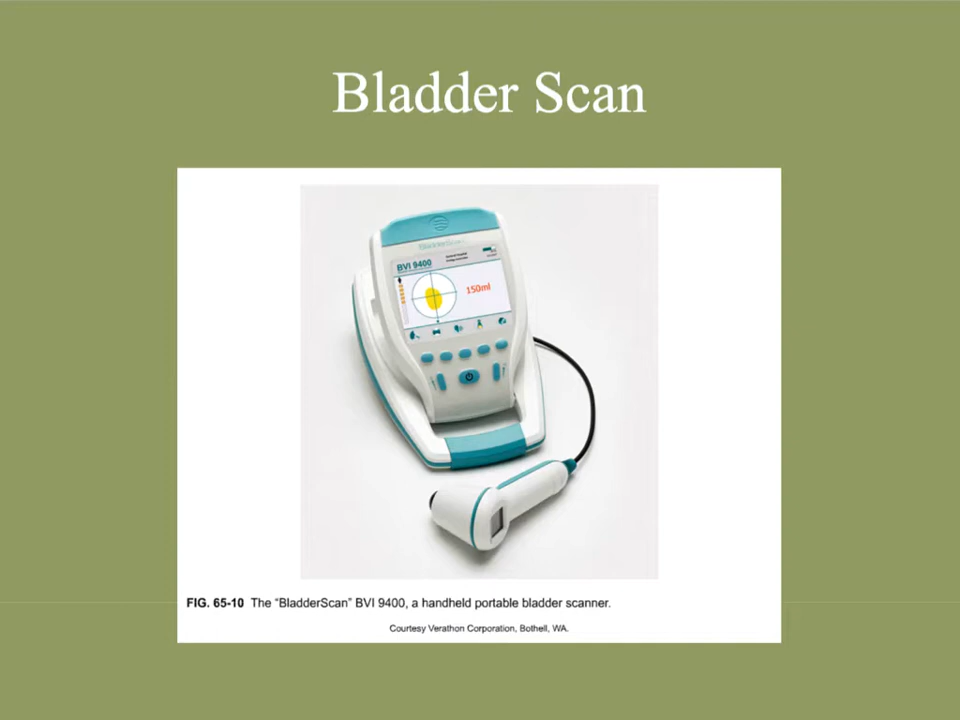 Bladder Scan
BladderScan
BVI 9400
150ml
FIG. 65-10 The “BladderScan” BVI 9400, a handheld portable bladder scanner.
Courtesy Verathon Corporation, Bothell, WA.